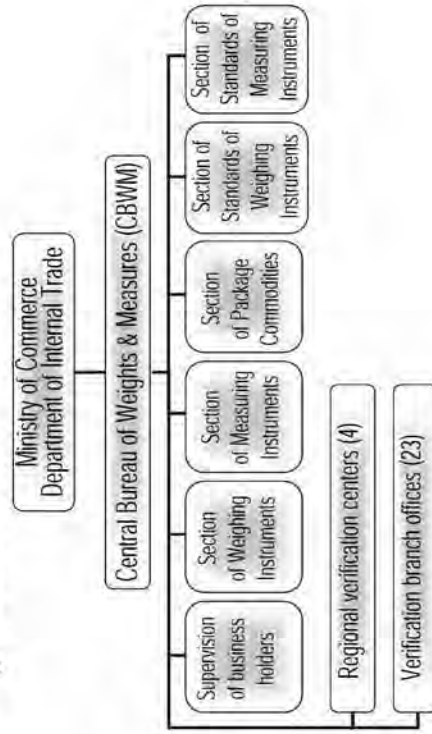 Ministry of Commerce
Department of Internal Trade
Central Bureau of Weights & Measures (CBWM)
Supervision
of business
holders
Section
of Weighing
Instruments
Section
of Measuring
Instruments
Section
of Package
Commodities
Section of
Standards of
Weighing
Instruments
Section of
Standards of
Measuring
Instruments
Regional verification centers (4)
Verification branch offices (23)